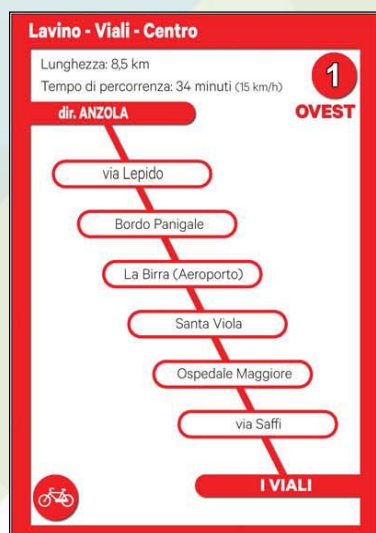 Lavino - Viali - Centro
Lunghezza: 8,5 km
Tempo di percorrenza: 34 minuti (15 km/h)
1
OVEST
dir. ANZOLA
via Lepido
Bordo Panigale
La Birra (Aeroporto)
Santa Viola
Ospedale Maggiore
via Saffi
I VIALI